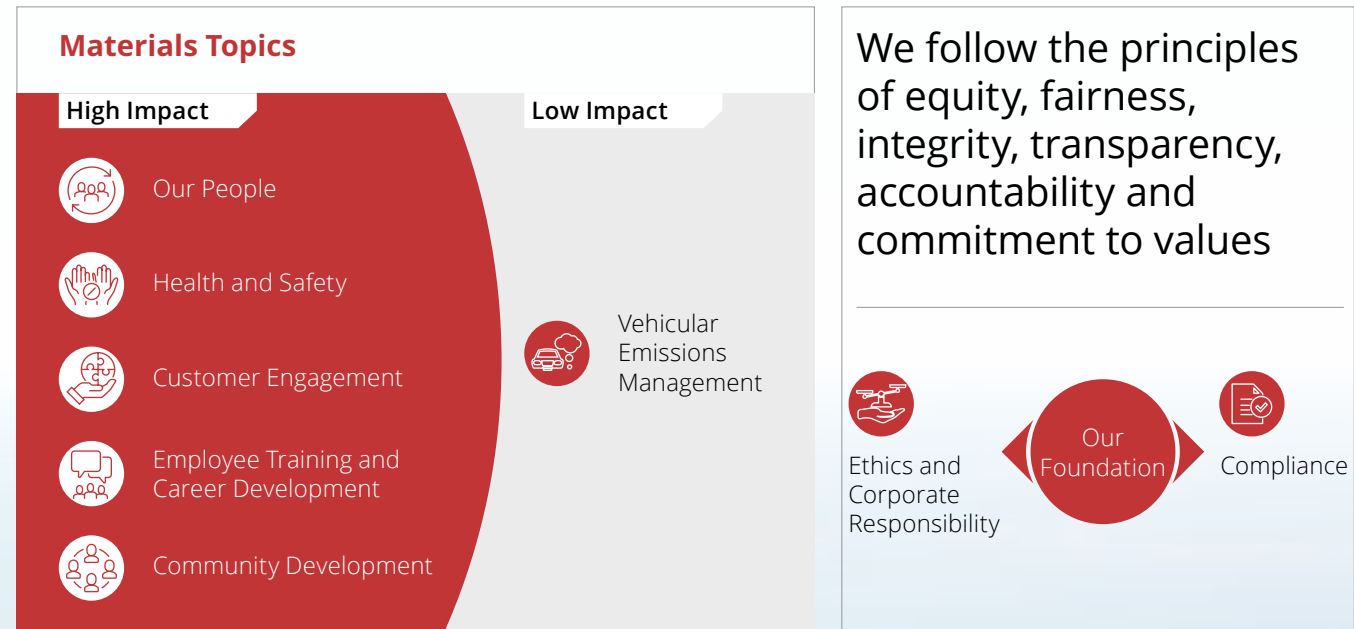 Materials Topics
High Impact
Our People
Health and Safety
Customer Engagement
Employee Training and
Career Development
Community Development
Low Impact
Vehicular
Emissions
Management
We follow the principles
of equity, fairness,
integrity, transparency,
accountability and
commitment to values
Ethics and
Corporate
Responsibility
Our
Foundation
Compliance